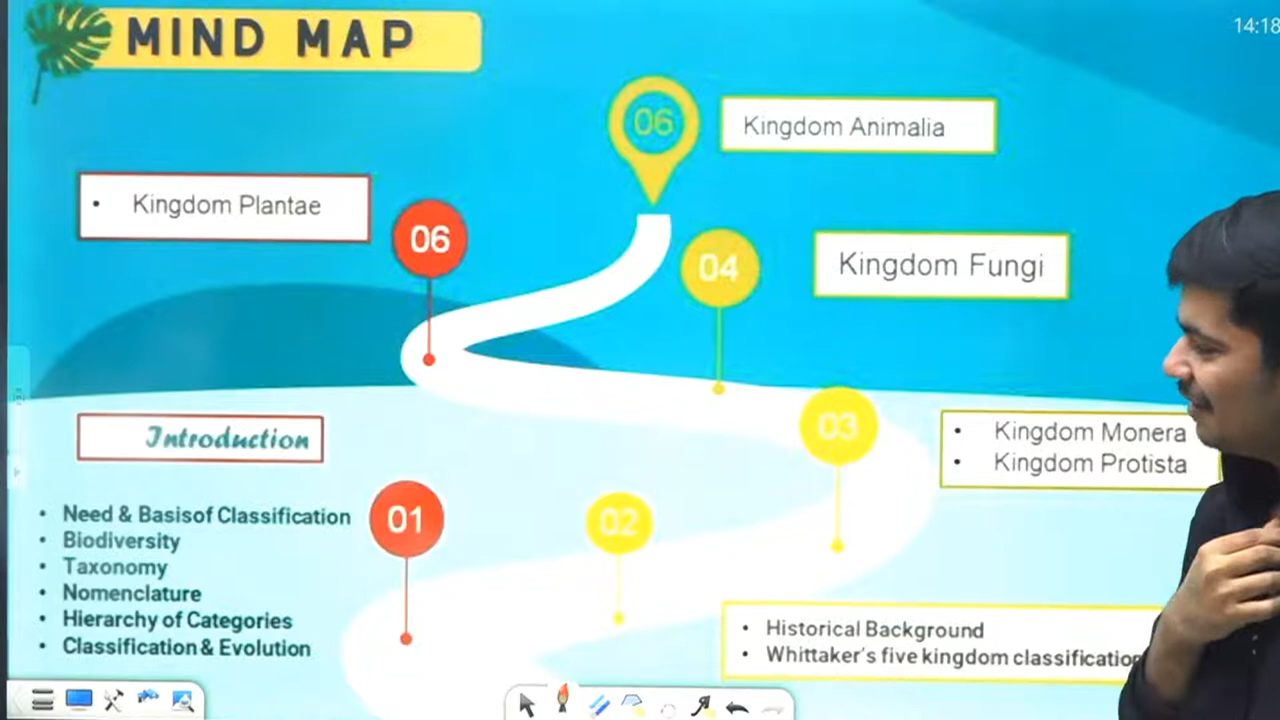 MIND MAP
14:18
06
Kingdom Animalia
• Kingdom Plantae
06
04
Kingdom Fungi
03
• Kingdom Monera
• Kingdom Protista
Introduction
• Need & Basisof Classification
• Biodiversity
• Taxonomy
• Nomenclature
• Hierarchy of Categories
• Classification & Evolution
01
02
• Historical Background
• Whittaker's five kingdom classification